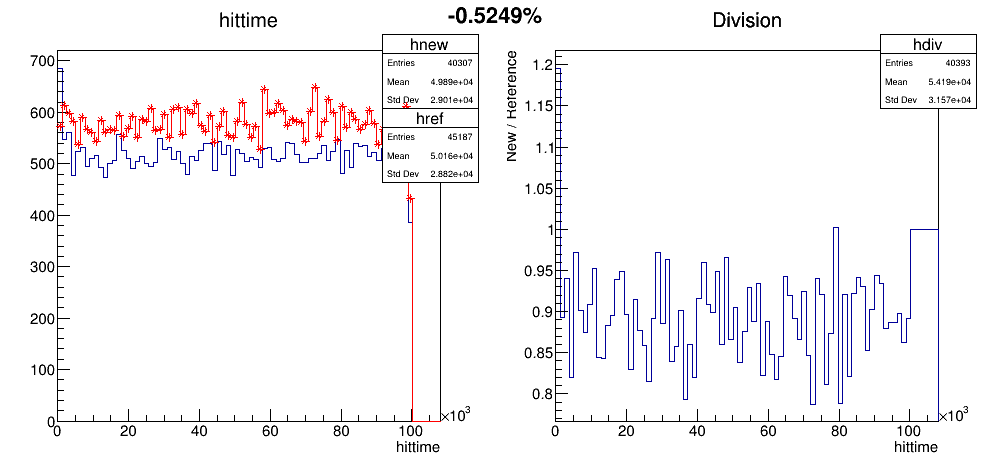 -0.5249%
hittime
hnew
Entries 40307
Mean 4.989e+04
Std Dev 2.901e+04
href
Entries 45187
Mean 5.016e+04
Std Dev 2.882e+04
700
600
500
400
300
200
100
0
0 20 40 60 80 100
×10³
hittime
Division
hdiv
Entries 40393
Mean 5.419e+04
Std Dev 3.157e+04
New / Reference
1.2
1.15
1.1
1.05
1
0.95
0.9
0.85
0.8
0 20 40 60 80 100
×10³
hittime